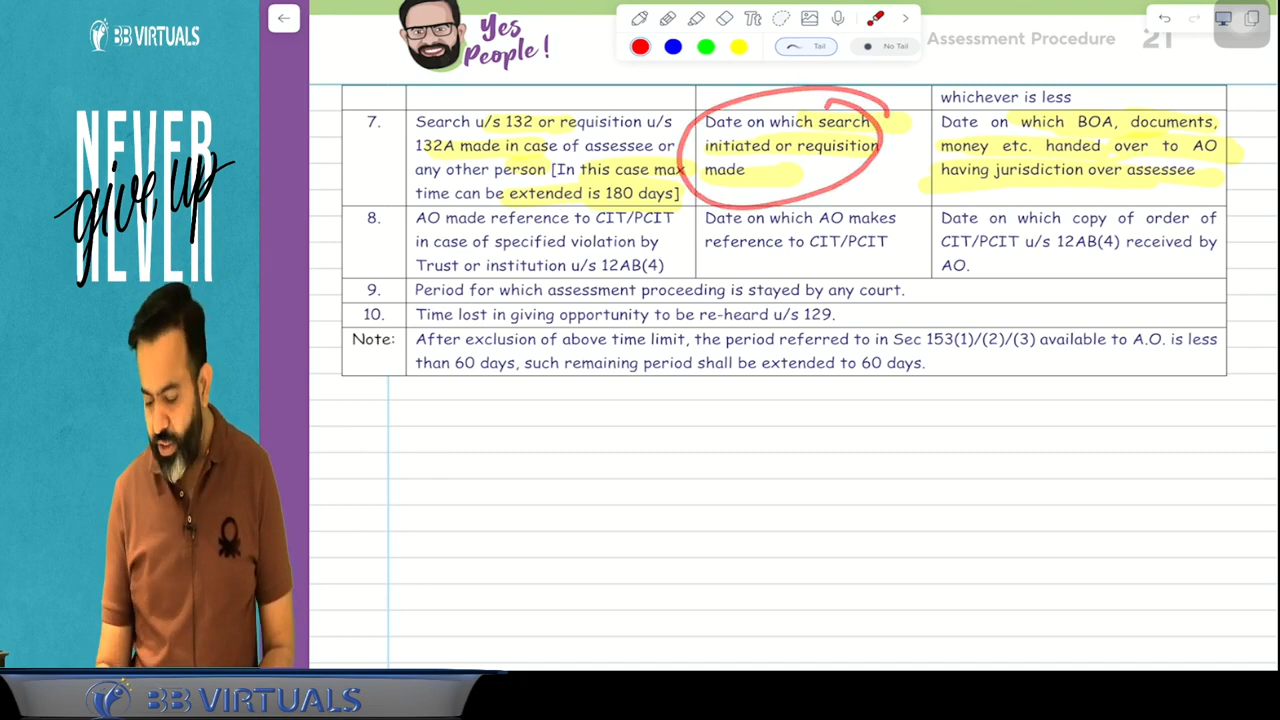 BB VIRTUALS
NEVER
give up
NEVER
Yes
People !
Tt
Tail
No Tail
Assessment Procedure 21
whichever is less
7. Search u/s 132 or requisition u/s 132A made in case of assessee or any other person [In this case max time can be extended is 180 days]
Date on which search initiated or requisition made
Date on which BOA, documents, money etc. handed over to AO having jurisdiction over assessee
8. AO made reference to CIT/PCIT in case of specified violation by Trust or institution u/s 12AB(4)
Date on which AO makes reference to CIT/PCIT
Date on which copy of order of CIT/PCIT u/s 12AB(4) received by AO.
9. Period for which assessment proceeding is stayed by any court.
10. Time lost in giving opportunity to be re-heard u/s 129.
Note: After exclusion of above time limit, the period referred to in Sec 153(1)/(2)/(3) available to A.O. is less
than 60 days, such remaining period shall be extended to 60 days.
BB VIRTUALS